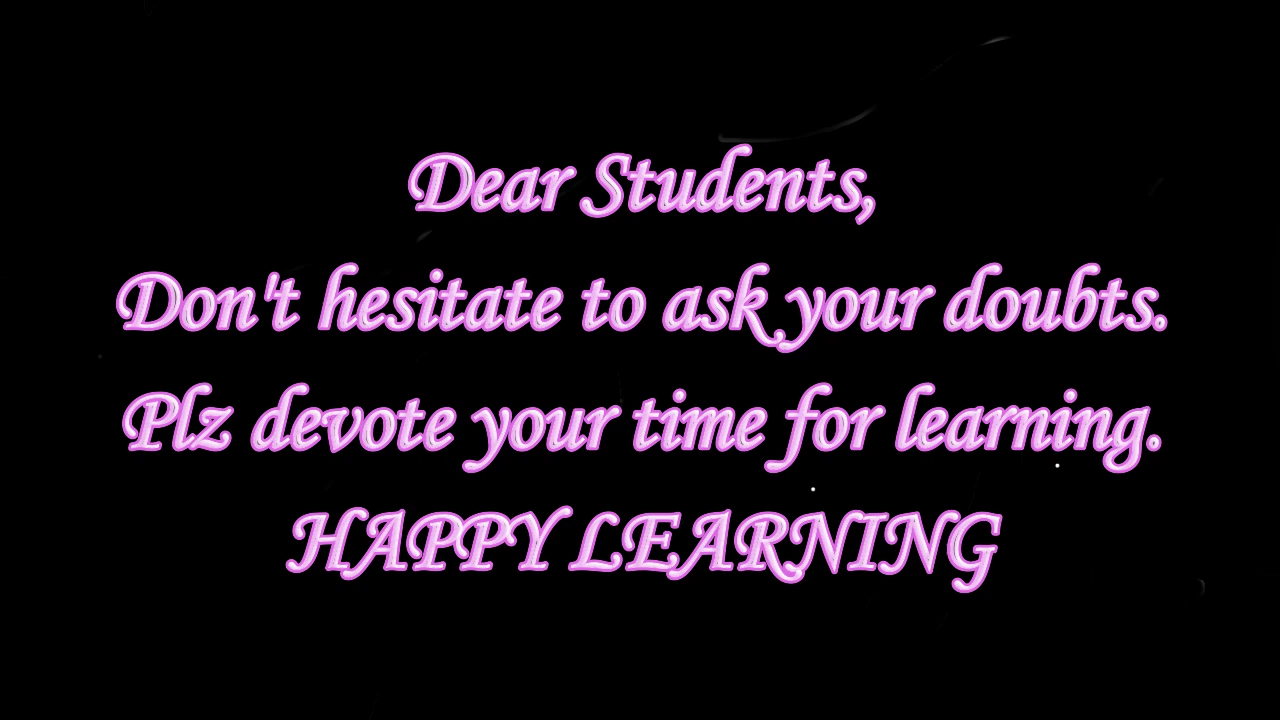 Dear Students,
Don't hesitate to ask your doubts.
Plz devote your time for learning.
HAPPY LEARNING